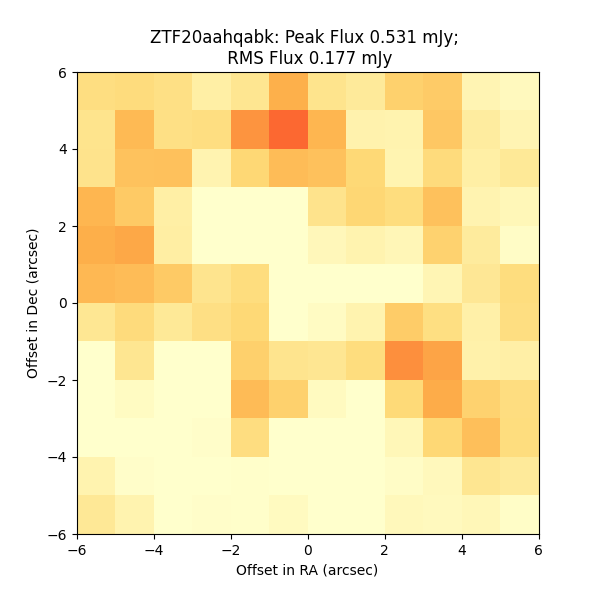 ZTF20aahqabk: Peak Flux 0.531 mJy;
RMS Flux 0.177 mJy
6
4
2
0
−2
−4
−6
Offset in Dec (arcsec)
−6 −4 −2 0 2 4 6
Offset in RA (arcsec)